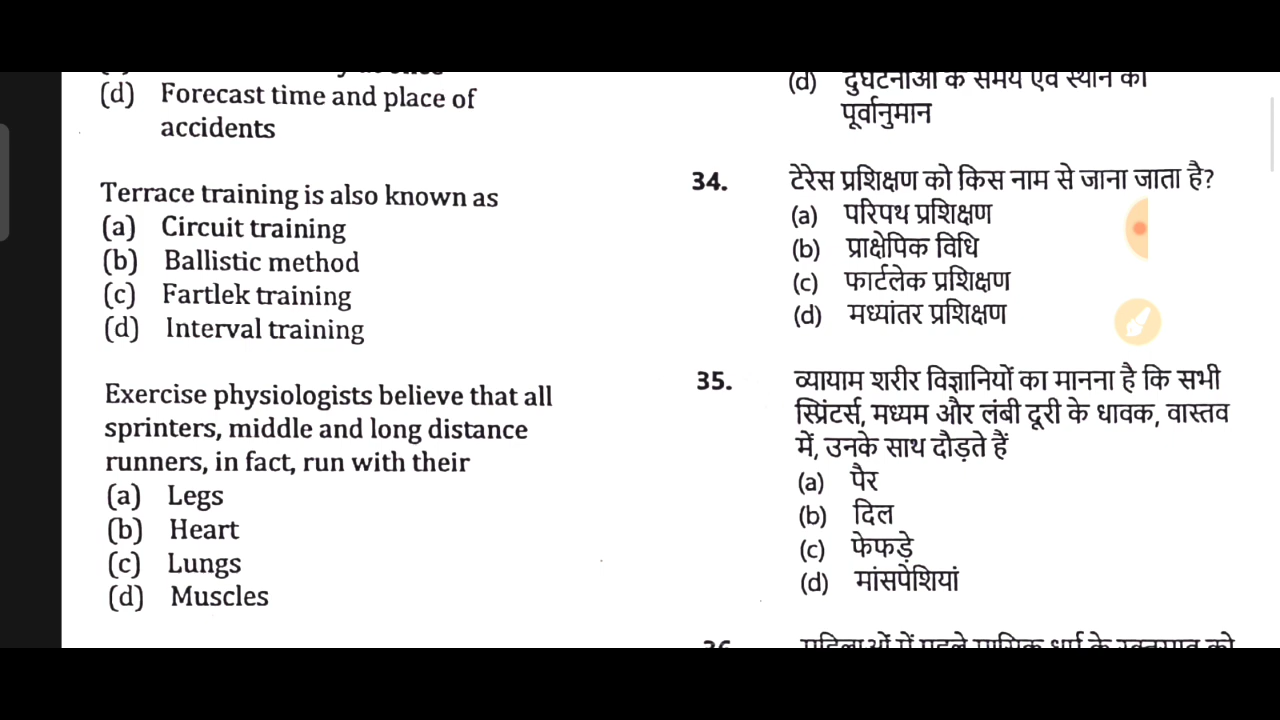 (d) Forecast time and place of
accidents
Terrace training is also known as
(a) Circuit training
(b) Ballistic method
(c) Fartlek training
(d) Interval training
Exercise physiologists believe that all
sprinters, middle and long distance
runners, in fact, run with their
(a) Legs
(b) Heart
(c) Lungs
(d) Muscles
(d) दुर्घटनाओं के समय एवं स्थान का
पूर्वानुमान
34. टेरेस प्रशिक्षण को किस नाम से जाना जाता है?
(a) परिपथ प्रशिक्षण
(b) प्राक्षेपिक विधि
(c) फार्टलेक प्रशिक्षण
(d) मध्यांतर प्रशिक्षण
35. व्यायाम शरीर विज्ञानियों का मानना है कि सभी
स्प्रिंटर्स, मध्यम और लंबी दूरी के धावक, वास्तव
में, उनके साथ दौड़ते हैं
(a) पैर
(b) दिल
(c) फेफड़े
(d) मांसपेशियां